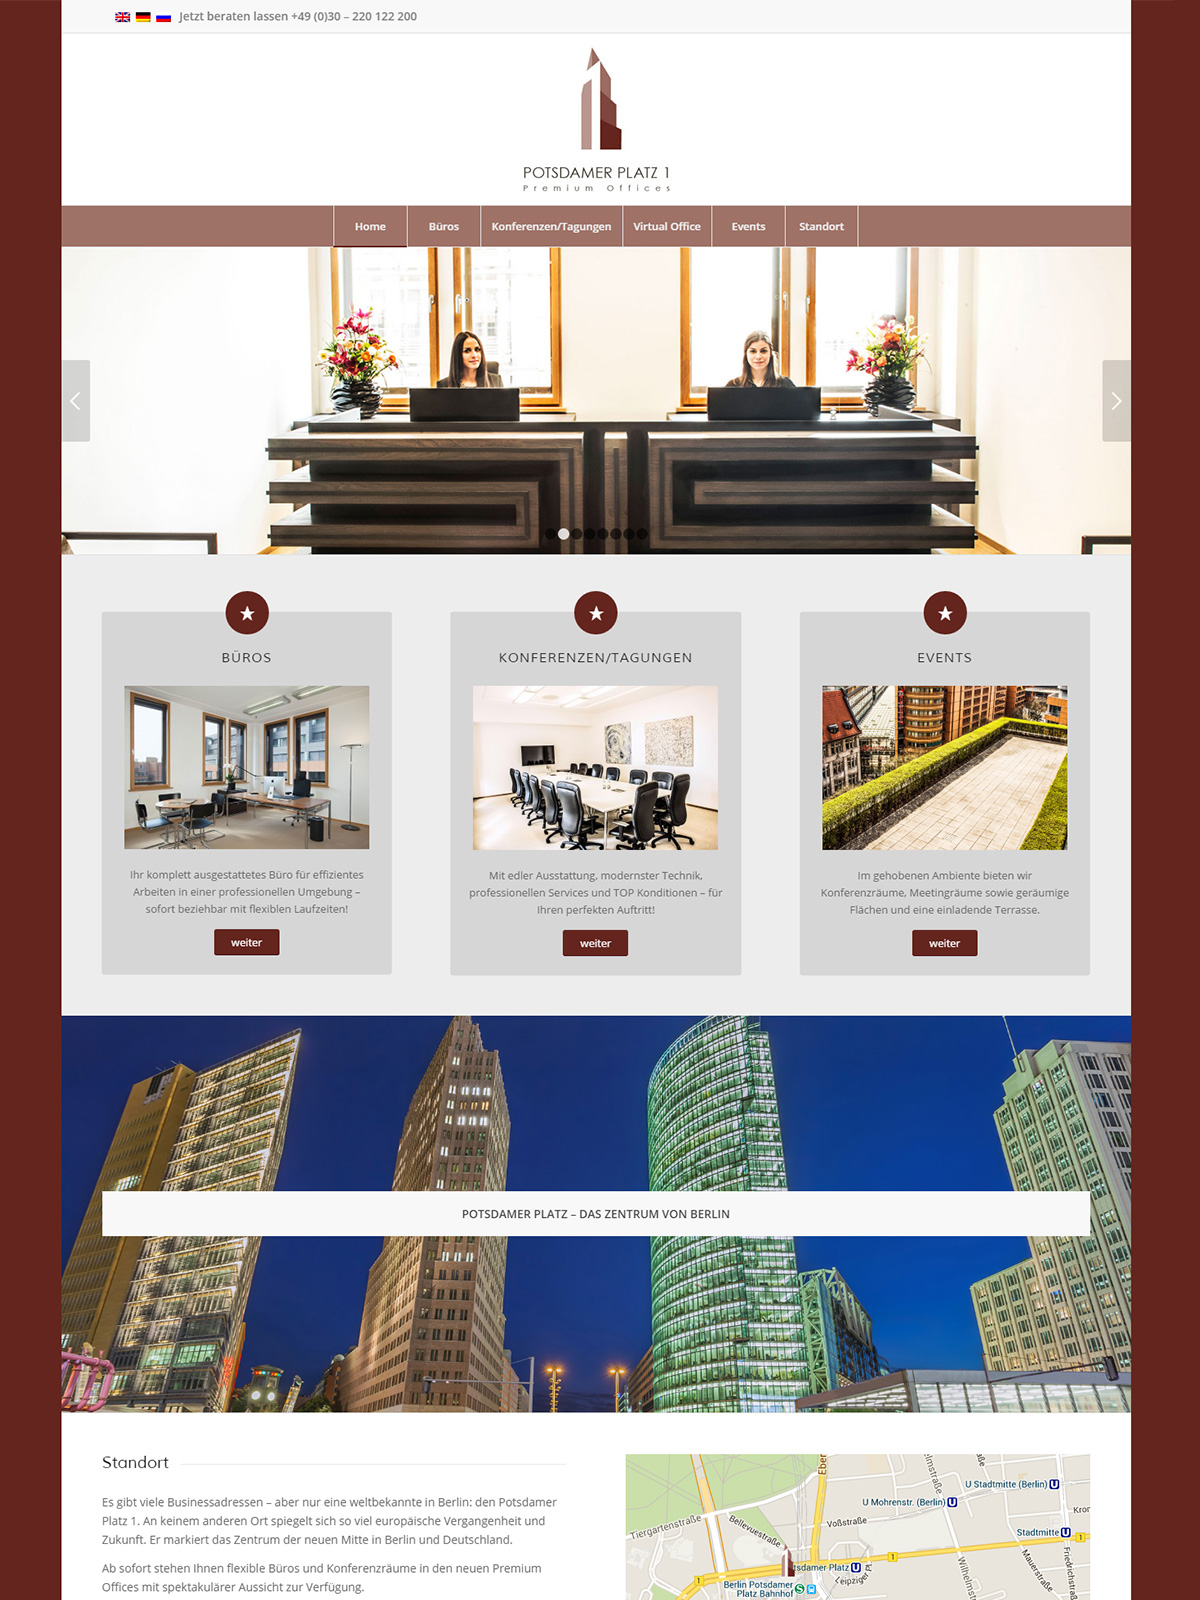 Jetzt beraten lassen +49 (0)30 – 220 122 200
POTSDAMER PLATZ 1
Premium Offices
Home Büros Konferenzen/Tagungen Virtual Office Events Standort
BÜROS
Ihr komplett ausgestattetes Büro für effizientes
Arbeiten in einer professionellen Umgebung –
sofort beziehbar mit flexiblen Laufzeiten!
weiter
KONFERENZEN/TAGUNGEN
Mit edler Ausstattung, modernster Technik,
professionellen Services und TOP Konditionen – für
Ihren perfekten Auftritt!
weiter
EVENTS
Im gehobenen Ambiente bieten wir
Konferenzräume, Meetingräume sowie geräumige
Flächen und eine einladende Terrasse.
weiter
POTSDAMER PLATZ – DAS ZENTRUM VON BERLIN
Standort
Es gibt viele Businessadressen – aber nur eine weltbekannte in Berlin: den Potsdamer
Platz 1. An keinem anderen Ort spiegelt sich so viel europäische Vergangenheit und
Zukunft. Er markiert das Zentrum der neuen Mitte in Berlin und Deutschland.
Ab sofort stehen Ihnen flexible Büros und Konferenzräume in den neuen Premium
Offices mit spektakulärer Aussicht zur Verfügung.
Eber
U Stadtmitte (Berlin) U
U Mohrenstr. (Berlin) U
Kron
Tiergartenstraße
Bellevuestraße
Voßstraße
Stadtmitte U
1
1
1
tsdamer Platz U
Leipziger Pl
Berlin Potsdamer
Platz Bahnhof S
Wilhelmstr
Mauerstraße
Friedrichstraß